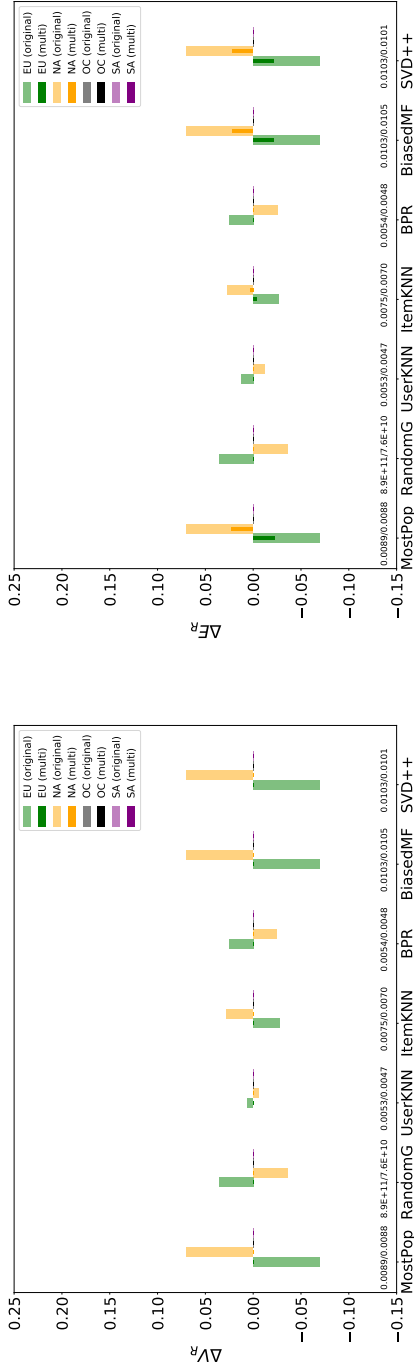 0.25
0.20
0.15
0.10
0.05
0.00
−0.05
−0.10
−0.15
ΔV_R
EU (original)
EU (multi)
NA (original)
NA (multi)
OC (original)
OC (multi)
SA (original)
SA (multi)
0.0089/0.0088 8.9E+11/7.6E+10 0.0053/0.0047 0.0075/0.0070 0.0054/0.0048 0.0103/0.0105 0.0103/0.0101
MostPop RandomG UserKNN ItemKNN BPR BiasedMF SVD++
0.25
0.20
0.15
0.10
0.05
0.00
−0.05
−0.10
−0.15
ΔE_R
EU (original)
EU (multi)
NA (original)
NA (multi)
OC (original)
OC (multi)
SA (original)
SA (multi)
0.0089/0.0088 8.9E+11/7.6E+10 0.0053/0.0047 0.0075/0.0070 0.0054/0.0048 0.0103/0.0105 0.0103/0.0101
MostPop RandomG UserKNN ItemKNN BPR BiasedMF SVD++